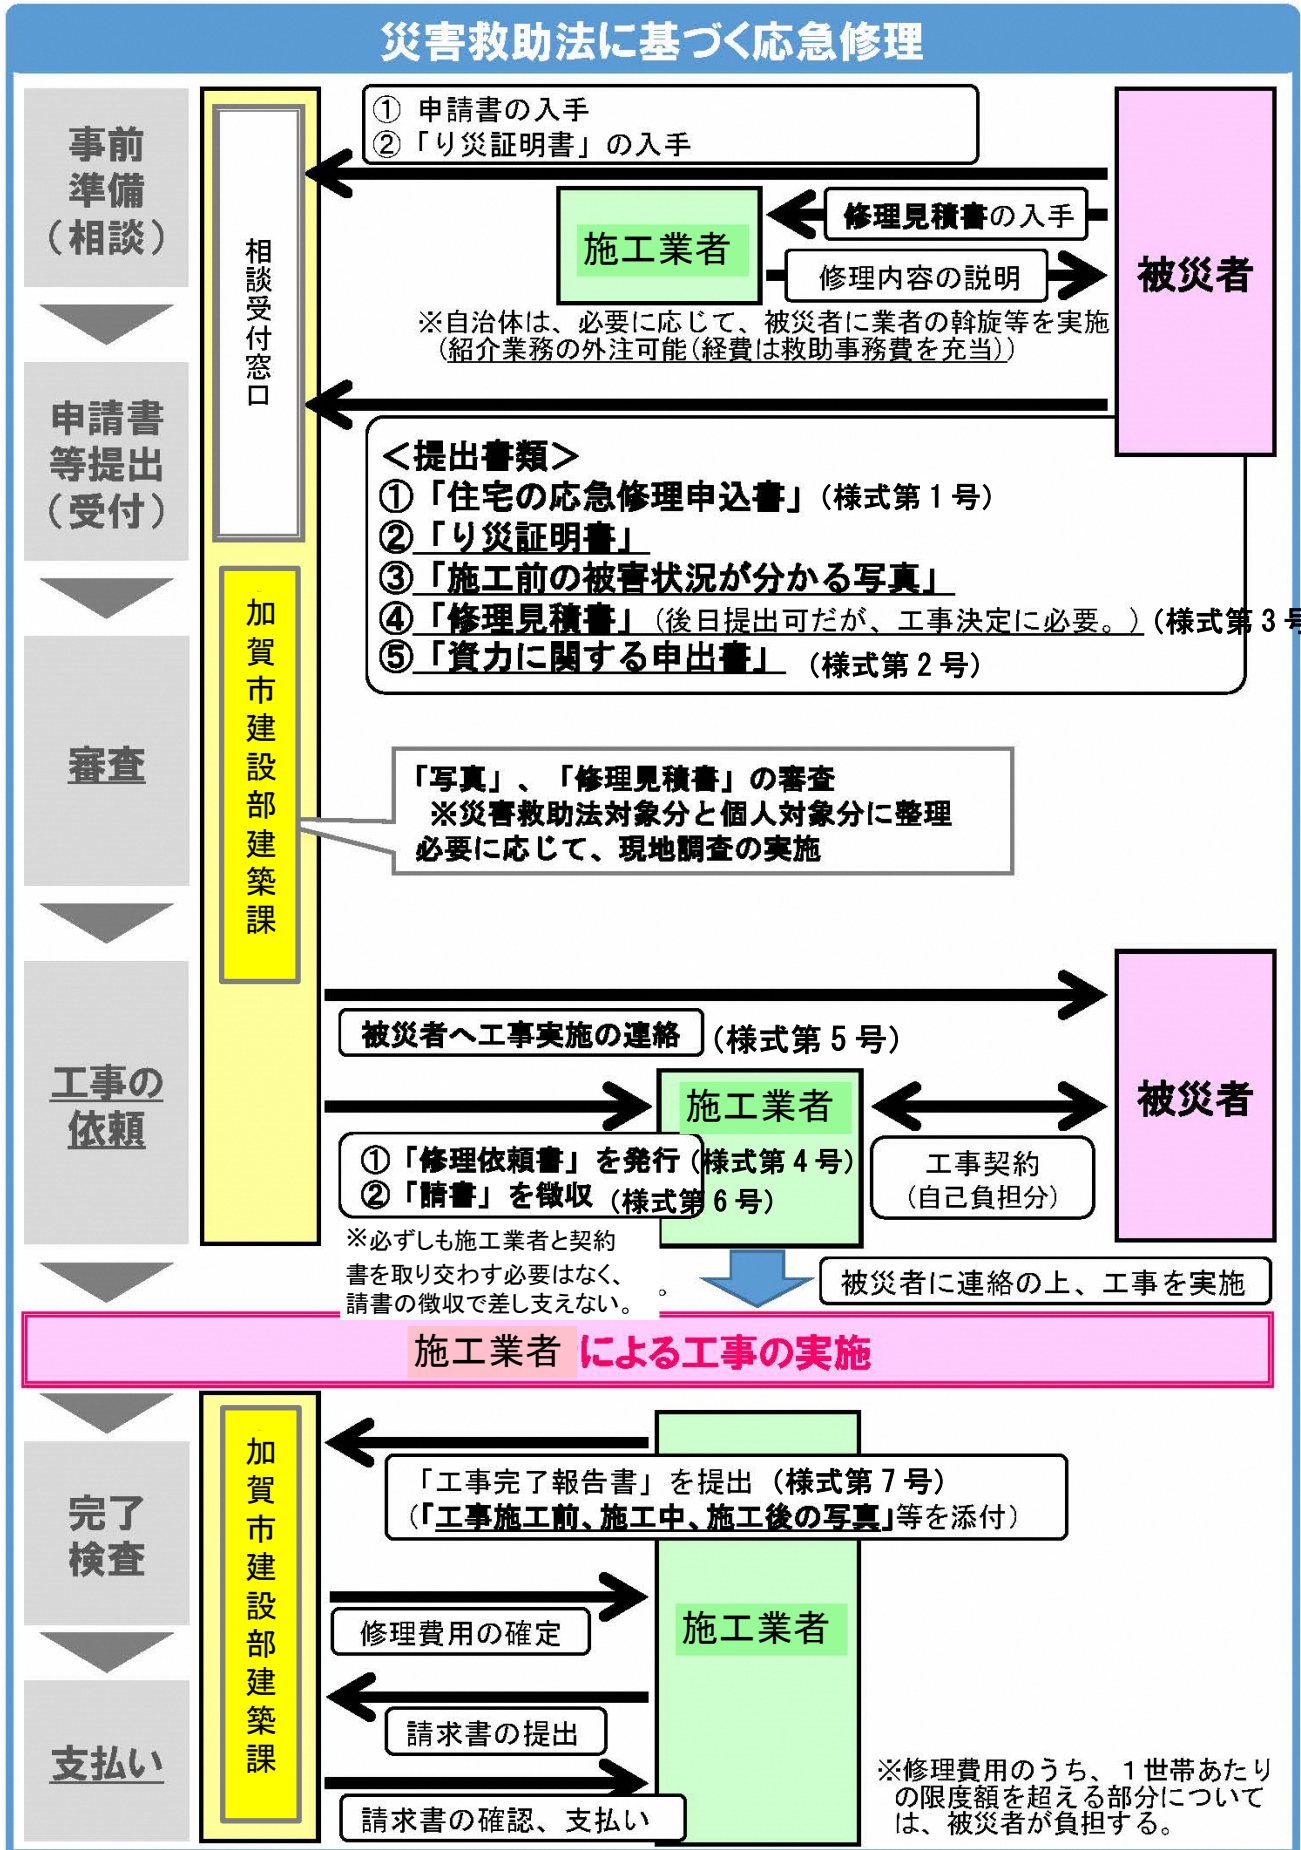 災害救助法に基づく応急修理
事前
準備
（相談）
相談受付窓口
① 申請書の入手
②「り災証明書」の入手
施工業者
修理見積書の入手
修理内容の説明
被災者
※自治体は、必要に応じて、被災者に業者の斡旋等を実施
（紹介業務の外注可能（経費は救助事務費を充当））
申請書
等提出
（受付）
＜提出書類＞
①「住宅の応急修理申込書」（様式第１号）
②「り災証明書」
③「施工前の被害状況が分かる写真」
④「修理見積書」（後日提出可だが、工事決定に必要。）（様式第３号
⑤「資力に関する申出書」（様式第２号）
加賀市建設部建築課
審査
「写真」、「修理見積書」の審査
※災害救助法対象分と個人対象分に整理
必要に応じて、現地調査の実施
工事の
依頼
被災者へ工事実施の連絡（様式第５号）
施工業者
被災者
①「修理依頼書」を発行（様式第４号）
②「請書」を徴収（様式第６号）
工事契約
（自己負担分）
※必ずしも施工業者と契約
書を取り交わす必要はなく、
請書の徴収で差し支えない。 。
被災者に連絡の上、工事を実施
施工業者による工事の実施
完了
検査
加賀市建設部建築課
「工事完了報告書」を提出（様式第７号）
（「工事施工前、施工中、施工後の写真」等を添付）
修理費用の確定
施工業者
請求書の提出
支払い
請求書の確認、支払い
※修理費用のうち、１世帯あたり
の限度額を超える部分について
は、被災者が負担する。